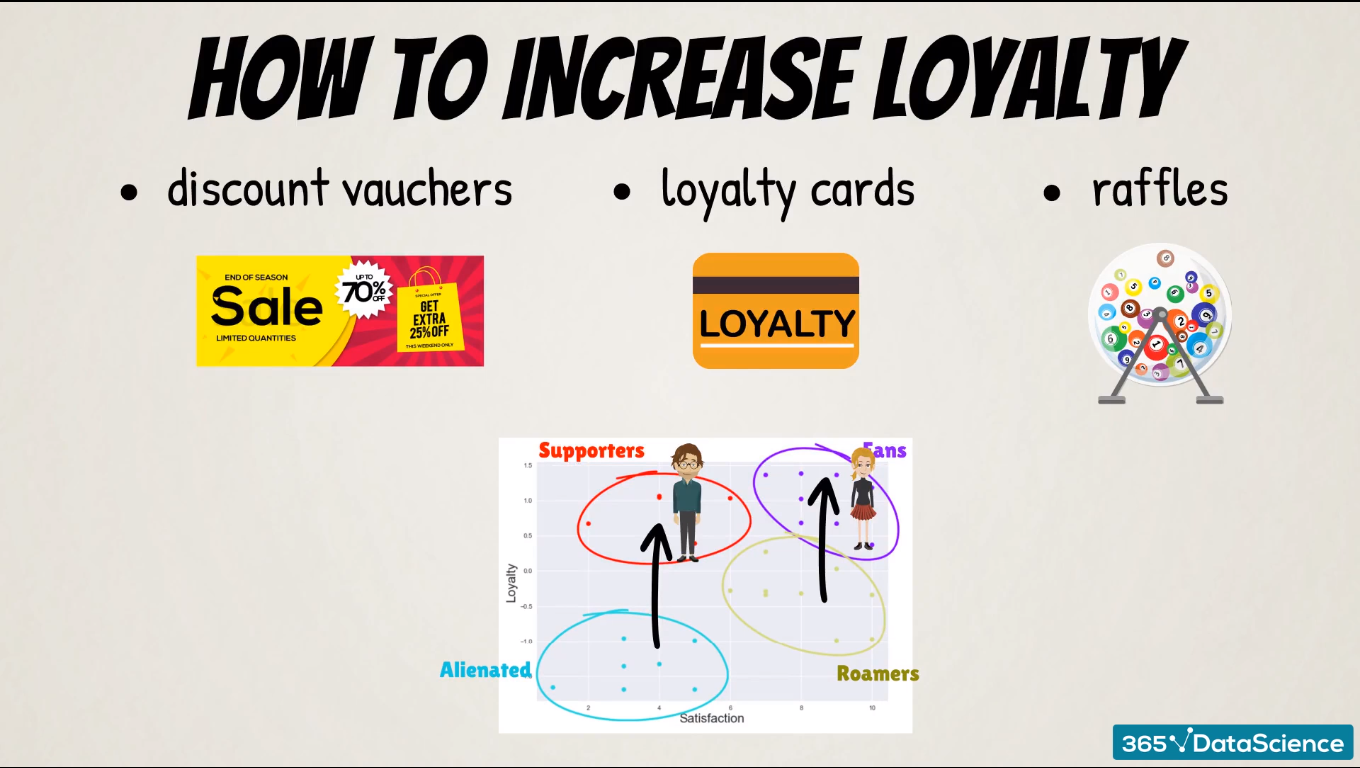 HOW TO INCREASE LOYALTY
• discount vauchers
• loyalty cards
• raffles
END OF SEASON
Sale
LIMITED QUANTITIES
UP TO
70% OFF
SPECIAL OFFER
GET
EXTRA
25% OFF
THIS WEEKEND ONLY
LOYALTY
Supporters
Fans
1.5
1.0
0.5
0.0
-0.5
-1.0
Loyalty
Alienated
Roamers
2 4 6 8 10
Satisfaction
365 DataScience